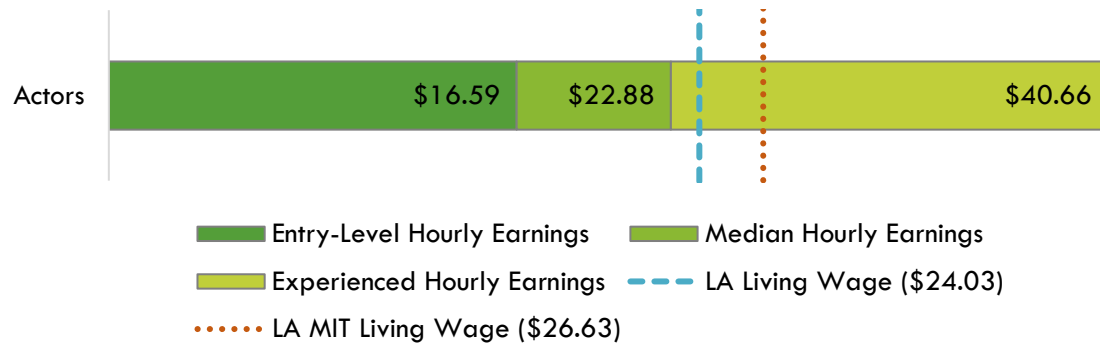 Actors $16.59 $22.88 $40.66
Entry-Level Hourly Earnings Median Hourly Earnings
Experienced Hourly Earnings LA Living Wage ($24.03)
LA MIT Living Wage ($26.63)